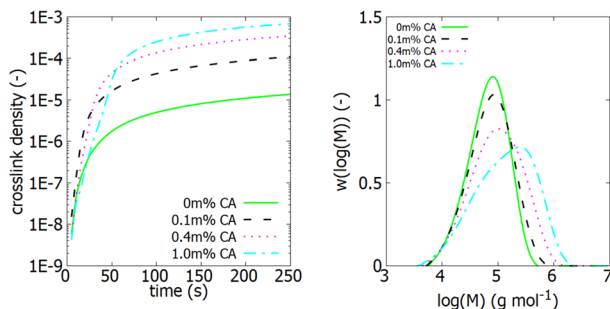 1E-3
1E-4
1E-5
1E-6
1E-7
1E-8
1E-9
crosslink density (-)
0m% CA
0.1m% CA
0.4m% CA
1.0m% CA
0 50 100 150 200 250
time (s)
1.5
1
0.5
0
w(log(M)) (-)
0m% CA
0.1m% CA
0.4m% CA
1.0m% CA
3 4 5 6 7
log(M) (g mol⁻¹)